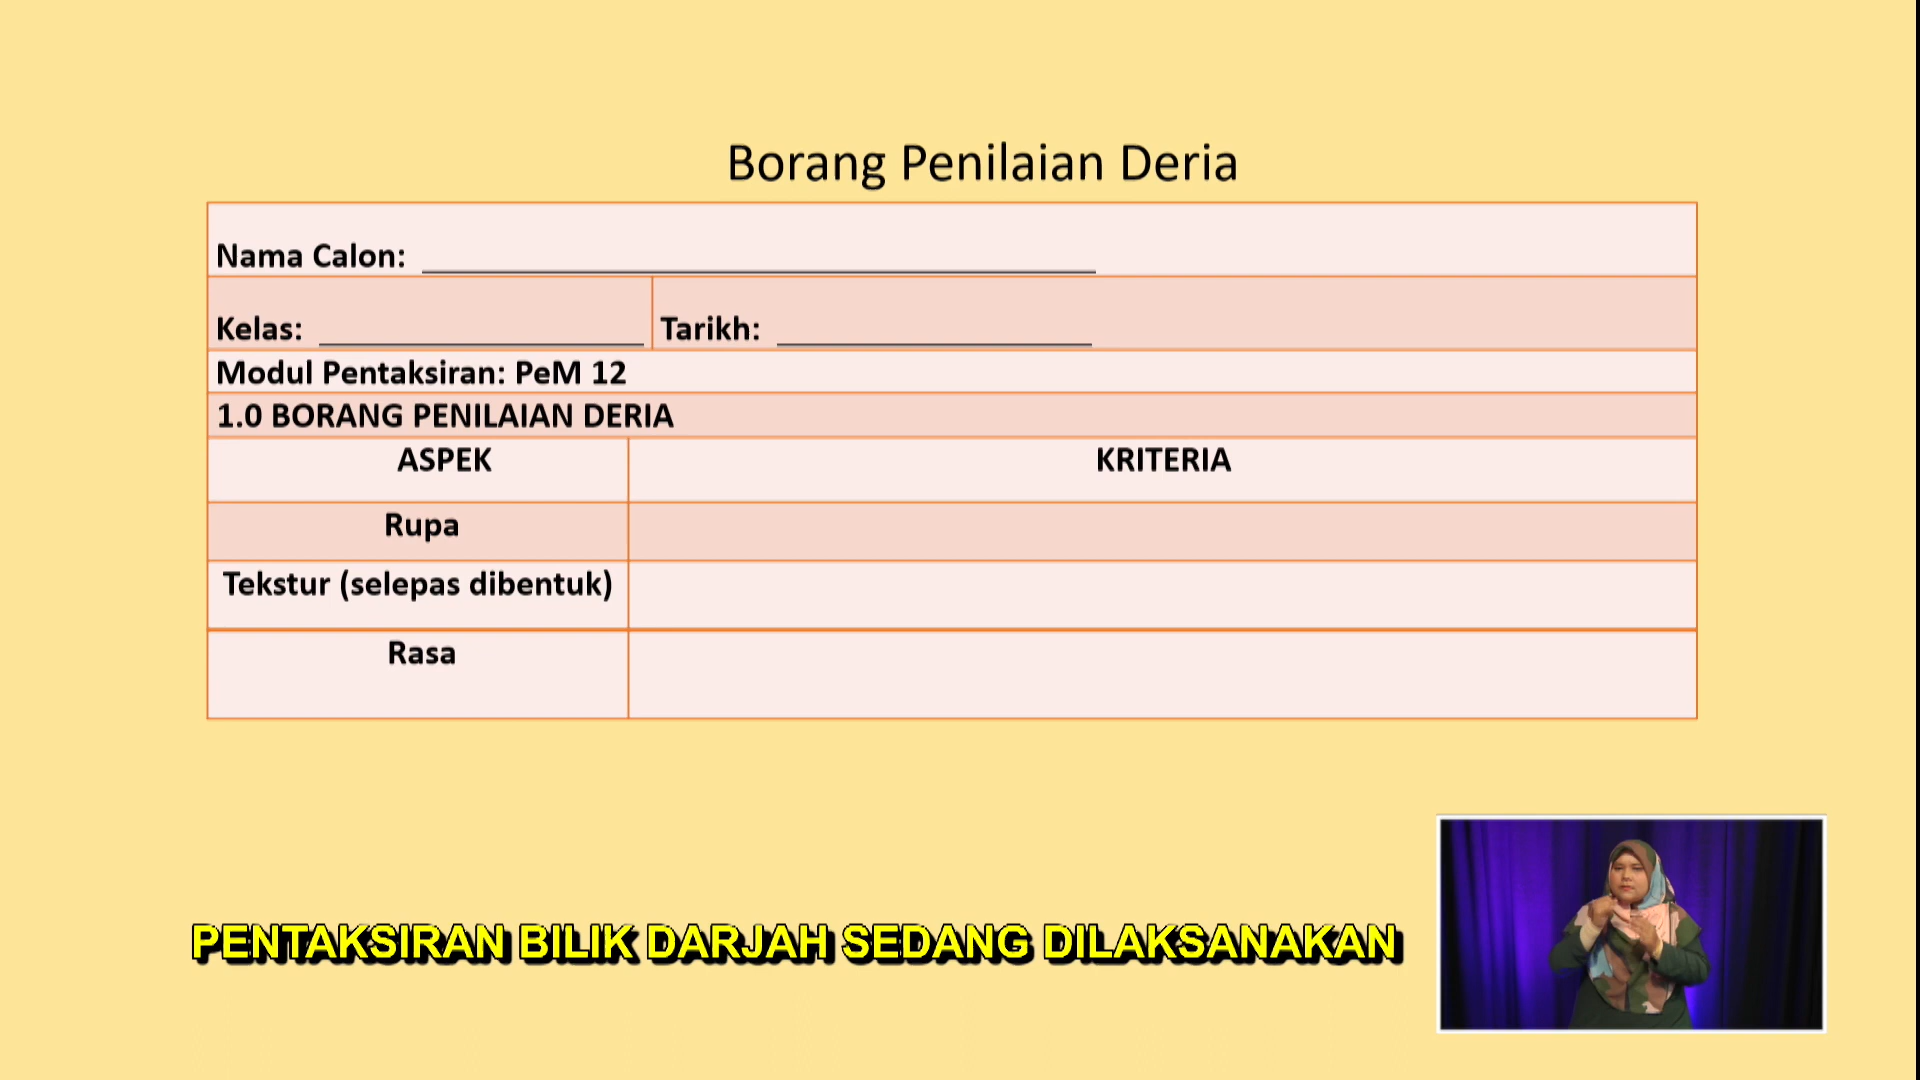 Borang Penilaian Deria
Nama Calon:
Kelas:
Tarikh:
Modul Pentaksiran: PeM 12
1.0 BORANG PENILAIAN DERIA
ASPEK
KRITERIA
Rupa
Tekstur (selepas dibentuk)
Rasa
PENTAKSIRAN BILIK DARJAH SEDANG DILAKSANAKAN